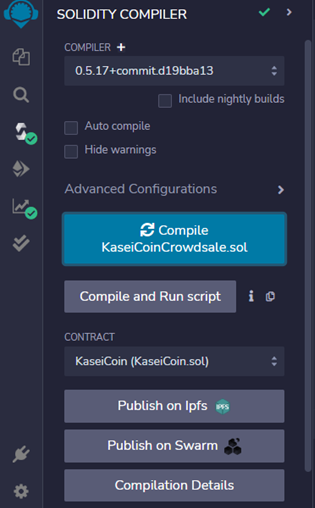 SOLIDITY COMPILER
COMPILER
0.5.17+commit.d19bba13
Include nightly builds
Auto compile
Hide warnings
Advanced Configurations
Compile
KaseiCoinCrowdsale.sol
Compile and Run script
CONTRACT
KaseiCoin (KaseiCoin.sol)
Publish on Ipfs IPFS
Publish on Swarm
Compilation Details